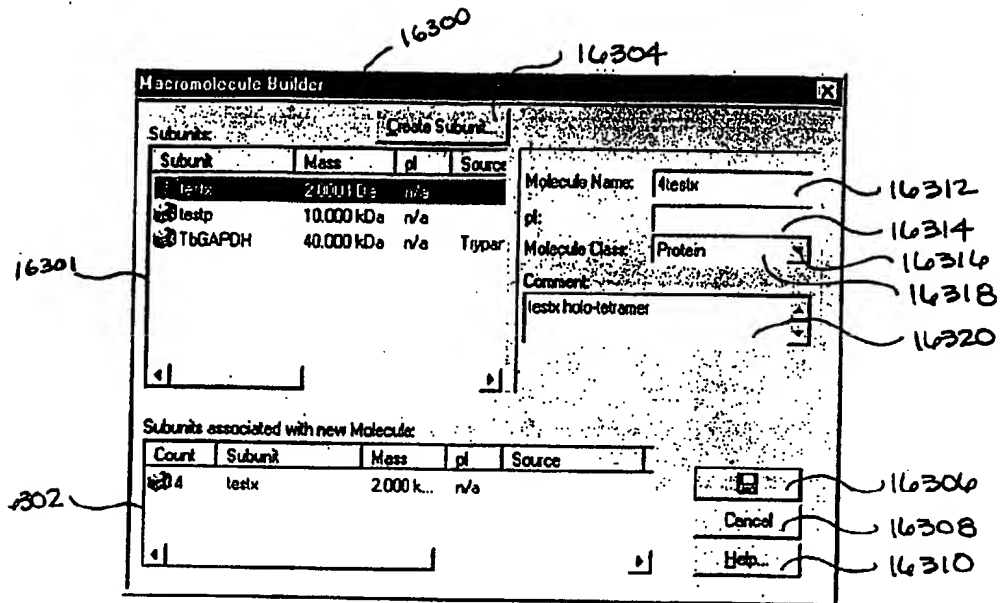 16300
16304
Macromolecule Builder
Subunits:
Create Subunit...
Subunit Mass pI Source
testx 2.000 kDa n/a
testp 10.000 kDa n/a
TbGAPDH 40.000 kDa n/a Trypar
16301
Molecule Name: 4testx
16312
pI:
16314
Molecule Class: Protein
16316
16318
Comment:
testx holo-tetramer
16320
Subunits associated with new Molecule:
Count Subunit Mass pI Source
4 testx 2.000 k... n/a
6302
16306
Cancel
16308
Help...
16310